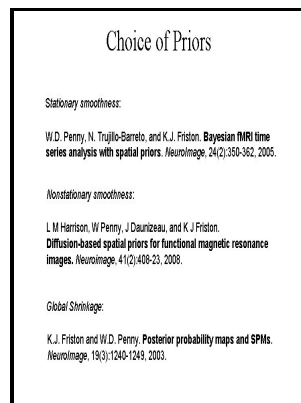 Choice of Priors
Stationary smoothness:
W.D. Penny, N. Trujillo-Barreto, and K.J. Friston. Bayesian fMRI time
series analysis with spatial priors. NeuroImage, 24(2):350-362, 2005.
Nonstationary smoothness:
L M Harrison, W Penny, J Daunizeau, and K J Friston.
Diffusion-based spatial priors for functional magnetic resonance
images. Neuroimage, 41(2):408-23, 2008.
Global Shrinkage:
K.J. Friston and W.D. Penny. Posterior probability maps and SPMs.
NeuroImage, 19(3):1240-1249, 2003.